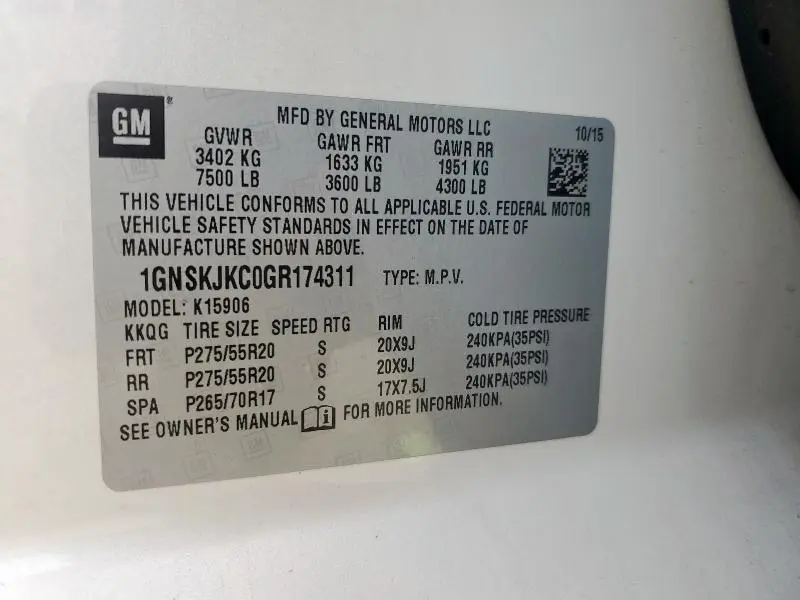 GM
MFD BY GENERAL MOTORS LLC 10/15
GVWR GAWR FRT GAWR RR
3402 KG 1633 KG 1951 KG
7500 LB 3600 LB 4300 LB
THIS VEHICLE CONFORMS TO ALL APPLICABLE U.S. FEDERAL MOTOR
VEHICLE SAFETY STANDARDS IN EFFECT ON THE DATE OF
MANUFACTURE SHOWN ABOVE.
1GNSKJKC0GR174311 TYPE: M.P.V.
MODEL: K15906
KKQG TIRE SIZE SPEED RTG RIM COLD TIRE PRESSURE
FRT P275/55R20 S 20X9J 240KPA(35PSI)
RR P275/55R20 S 20X9J 240KPA(35PSI)
SPA P265/70R17 S 17X7.5J 240KPA(35PSI)
SEE OWNER'S MANUAL FOR MORE INFORMATION.